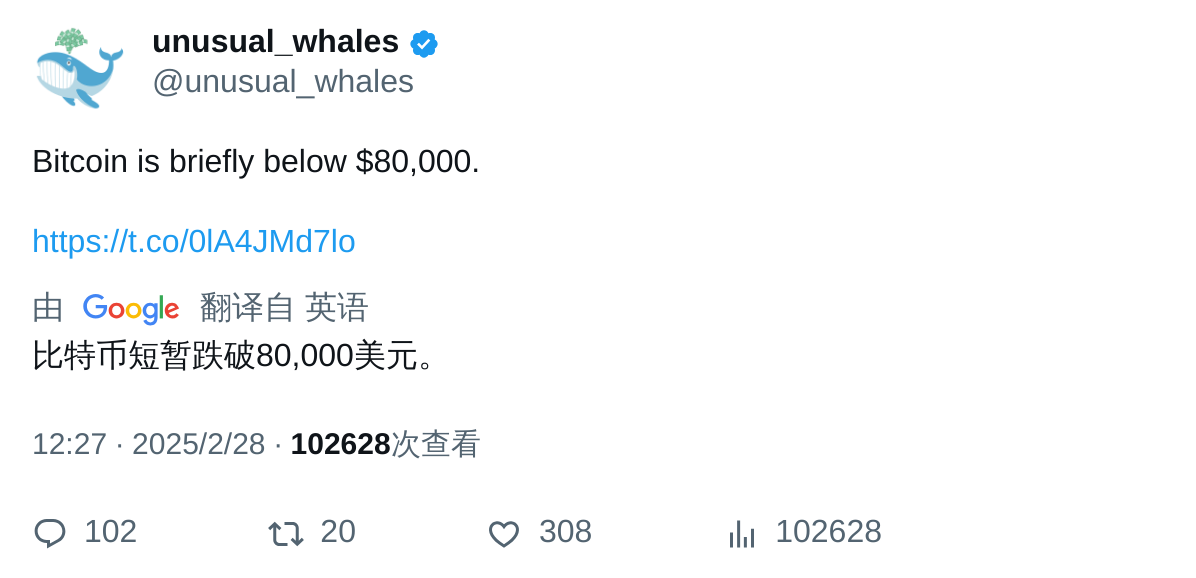 unusual_whales
@unusual_whales
Bitcoin is briefly below $80,000.
https://t.co/0lA4JMd7lo
由 Google 翻译自 英语
比特币短暂跌破80,000美元。
12:27 · 2025/2/28 · 102628次查看
102 20 308 102628